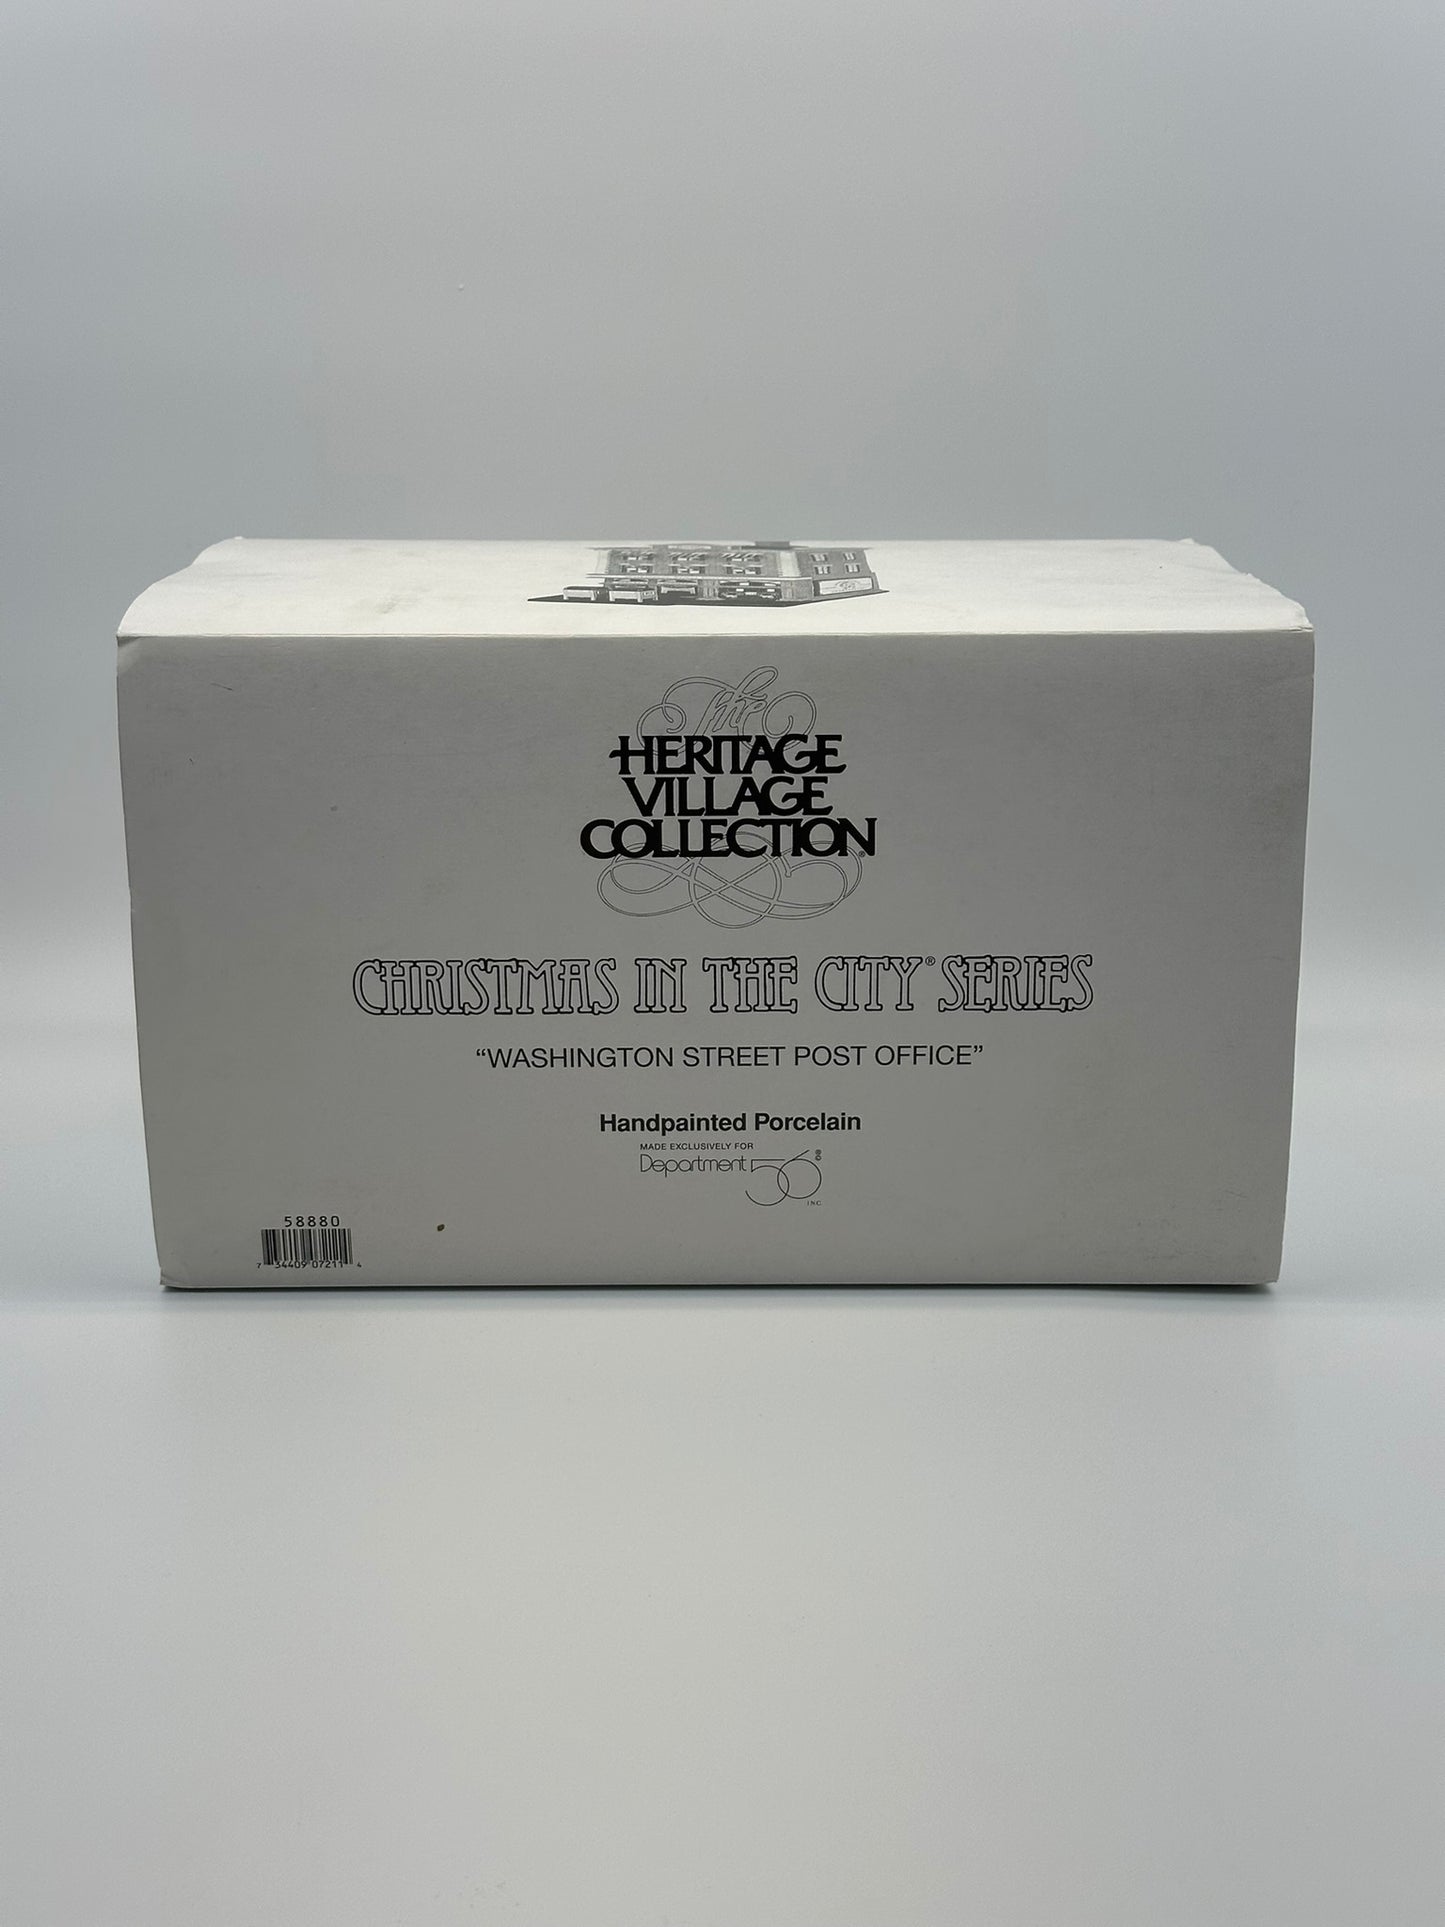 The
HERITAGE
VILLAGE
COLLECTION®
CHRISTMAS IN THE CITY® SERIES
“WASHINGTON STREET POST OFFICE”
Handpainted Porcelain
MADE EXCLUSIVELY FOR
Department 56®
INC.
58880
7 34409 07211 4